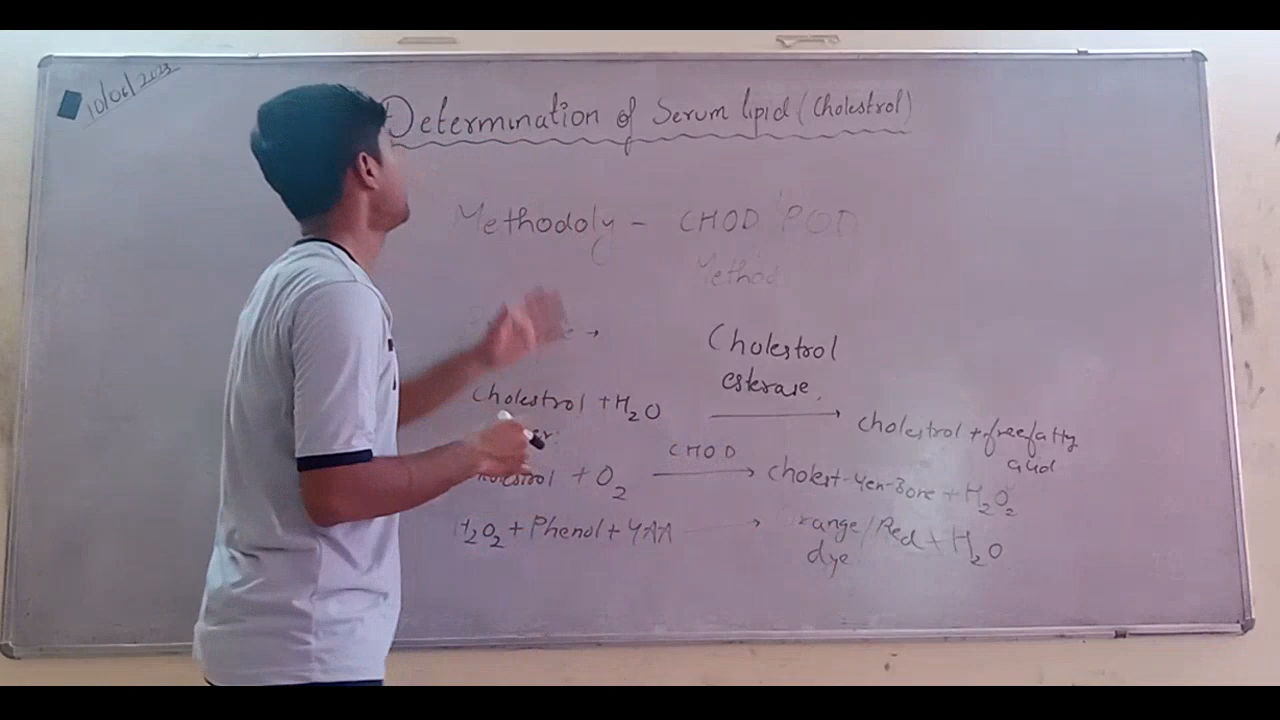 10/06/2023
Determination of Serum lipid (Cholestrol)
Methodoly - CHOD POD
Method
→
Cholestrol
esterase
Cholestrol + H2O → cholestrol + free fatty
acid
+ O2 CHOD → cholest-4en-3one + H2O2
H2O2 + Phenol + 4AA → Orange/Red + H2O
dye